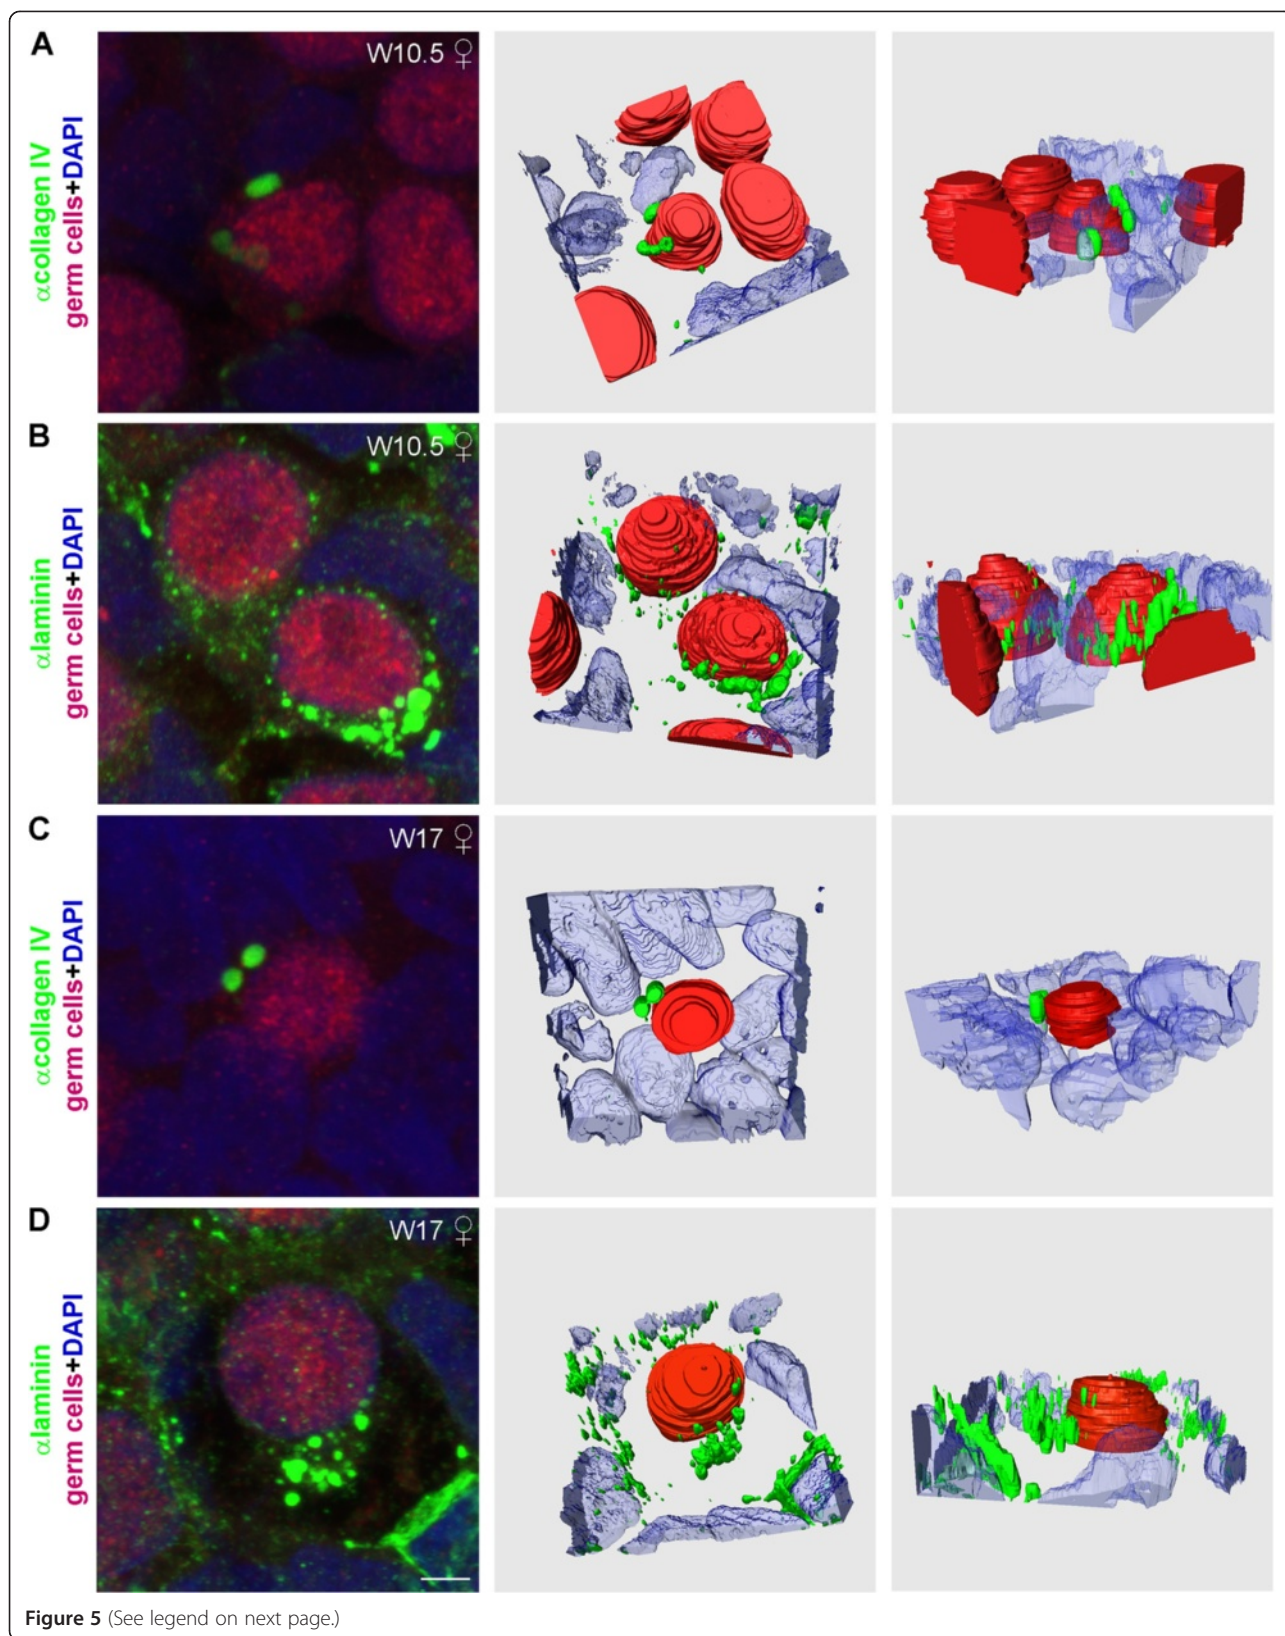 A
αcollagen IV
germ cells+DAPI
W10.5 ♀
B
αlaminin
germ cells+DAPI
W10.5 ♀
C
αcollagen IV
germ cells+DAPI
W17 ♀
D
αlaminin
germ cells+DAPI
W17 ♀
Figure 5 (See legend on next page.)